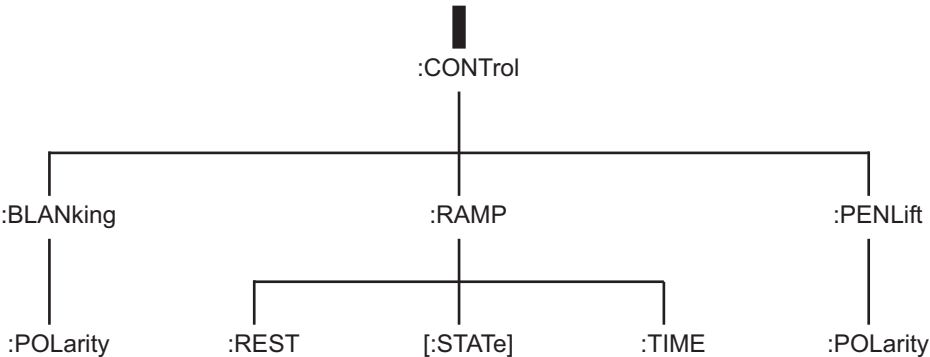 :CONTrol
:BLANking :RAMP :PENLift
:POLarity :REST [:STATe] :TIME :POLarity